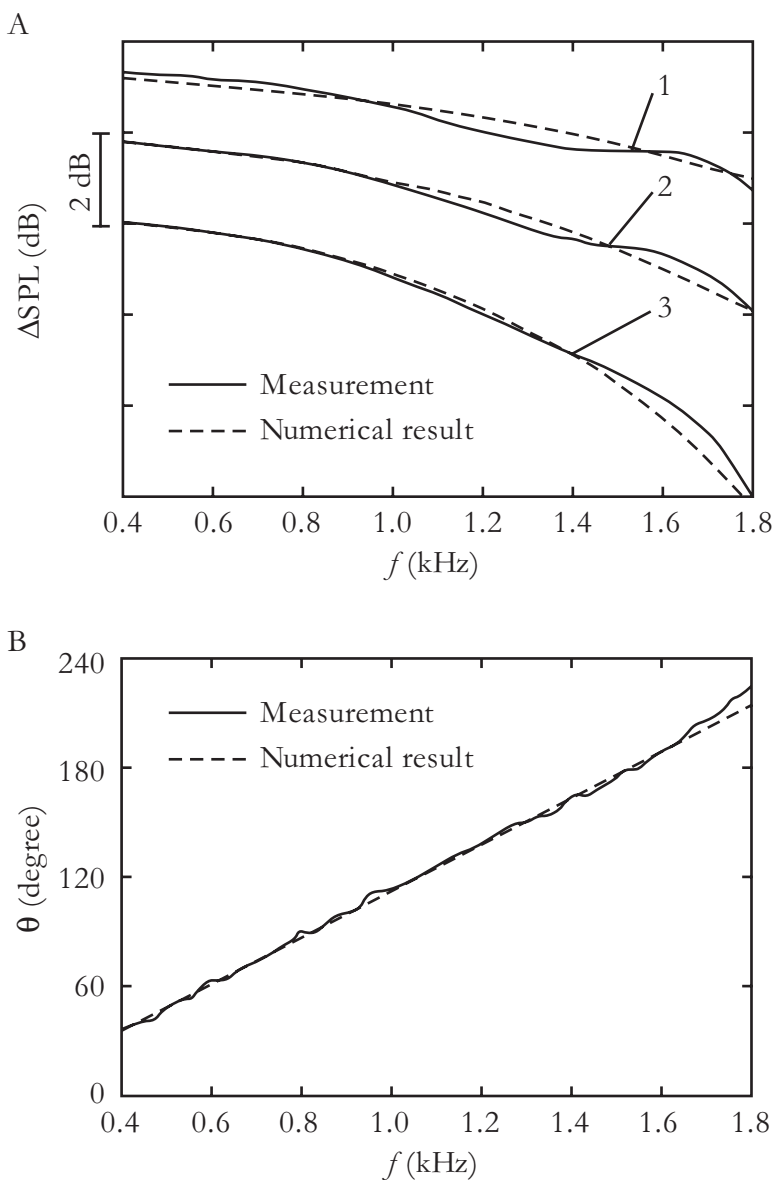 A
1
2 dB
2
ΔSPL (dB)
3
Measurement
Numerical result
0.4 0.6 0.8 1.0 1.2 1.4 1.6 1.8
f (kHz)
B
240
Measurement
Numerical result
180
θ (degree)
120
60
0
0.4 0.6 0.8 1.0 1.2 1.4 1.6 1.8
f (kHz)